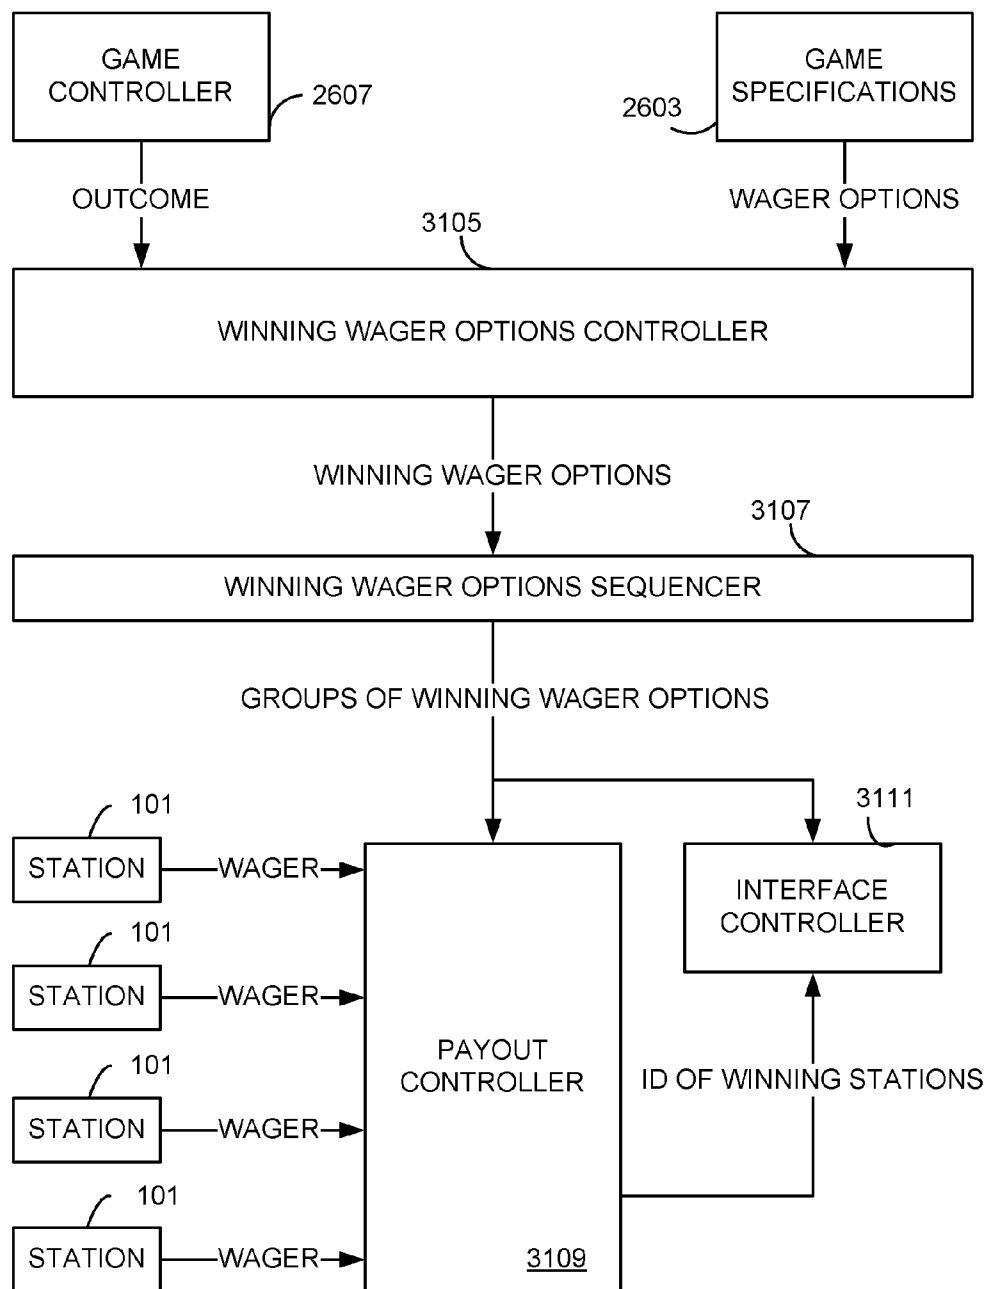 GAME
CONTROLLER
2607
GAME
SPECIFICATIONS
2603
OUTCOME
WAGER OPTIONS
3105
WINNING WAGER OPTIONS CONTROLLER
WINNING WAGER OPTIONS
3107
WINNING WAGER OPTIONS SEQUENCER
GROUPS OF WINNING WAGER OPTIONS
101
STATION
WAGER
3111
INTERFACE
CONTROLLER
101
STATION
WAGER
PAYOUT
CONTROLLER
ID OF WINNING STATIONS
101
STATION
WAGER
101
STATION
WAGER
3109